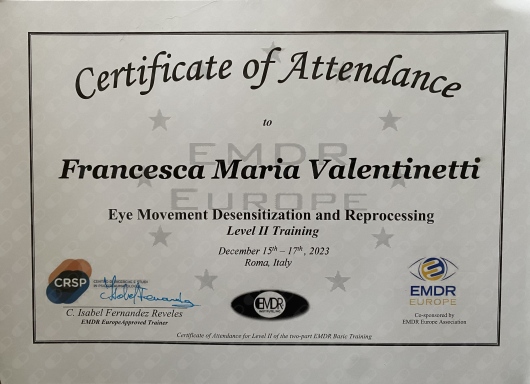 Certificate of Attendance
to
EMDR
Francesca Maria Valentinetti
EUROPE
Eye Movement Desensitization and Reprocessing
Level II Training
December 15th – 17th, 2023
Roma, Italy
CRSP
C. Isabel Fernandez Reveles
EMDR EuropeApproved Trainer
EMDR
EMDR
EUROPE
Co-sponsored by
EMDR Europe Association
Certificate of Attendance for Level II of the two-part EMDR Basic Training